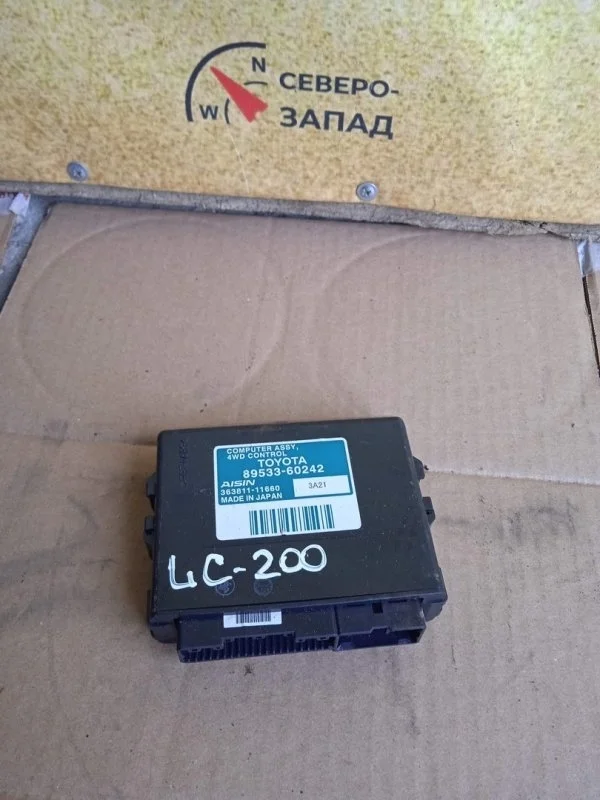 N
W
СЕВЕРО-
ЗАПАД
COMPUTER ASSY,
4WD CONTROL
TOYOTA
89533-60242
AISIN
363811-11660
3A21
MADE IN JAPAN
LC-200